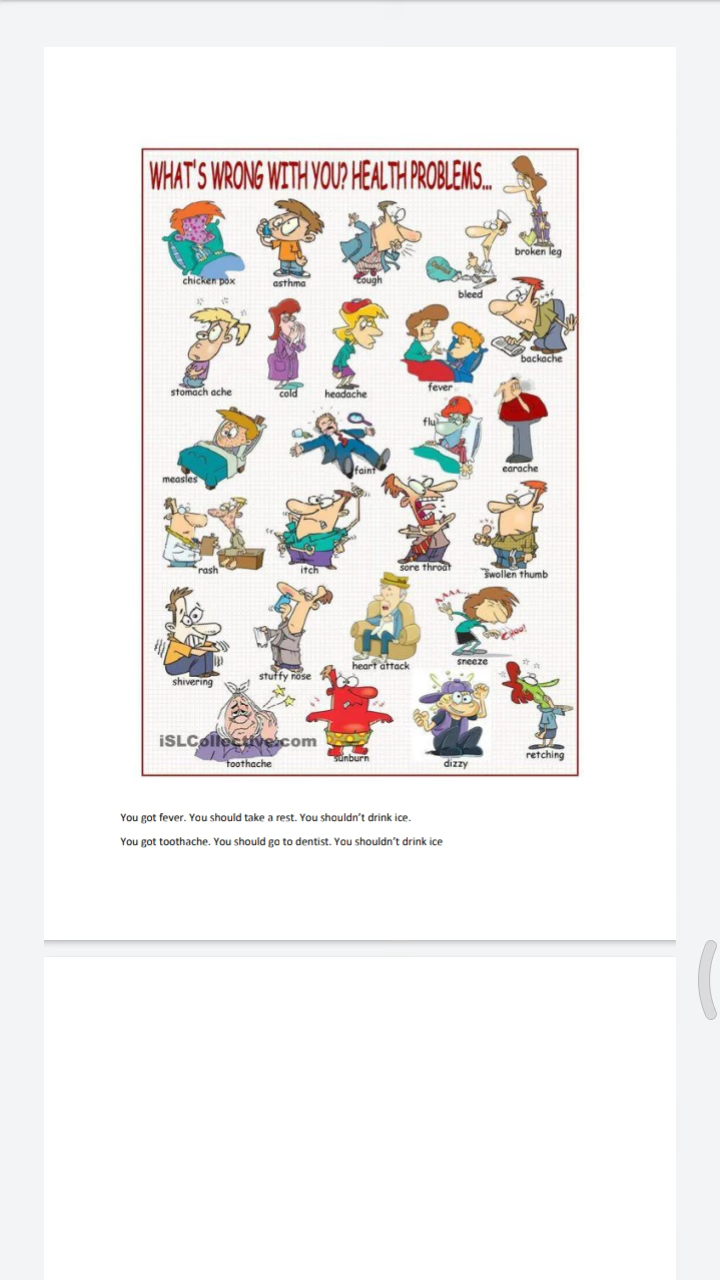 WHAT'S WRONG WITH YOU? HEALTH PROBLEMS...
broken leg
chicken pox
asthma
cough
bleed
backache
stomach ache
cold
headache
fever
flu
measles
faint
earache
rash
itch
sore throat
swollen thumb
shivering
stuffy nose
heart attack
AAAA...
CHOO!
sneeze
iSLCollective.com
toothache
sunburn
dizzy
retching
You got fever. You should take a rest. You shouldn't drink ice.
You got toothache. You should go to dentist. You shouldn't drink ice